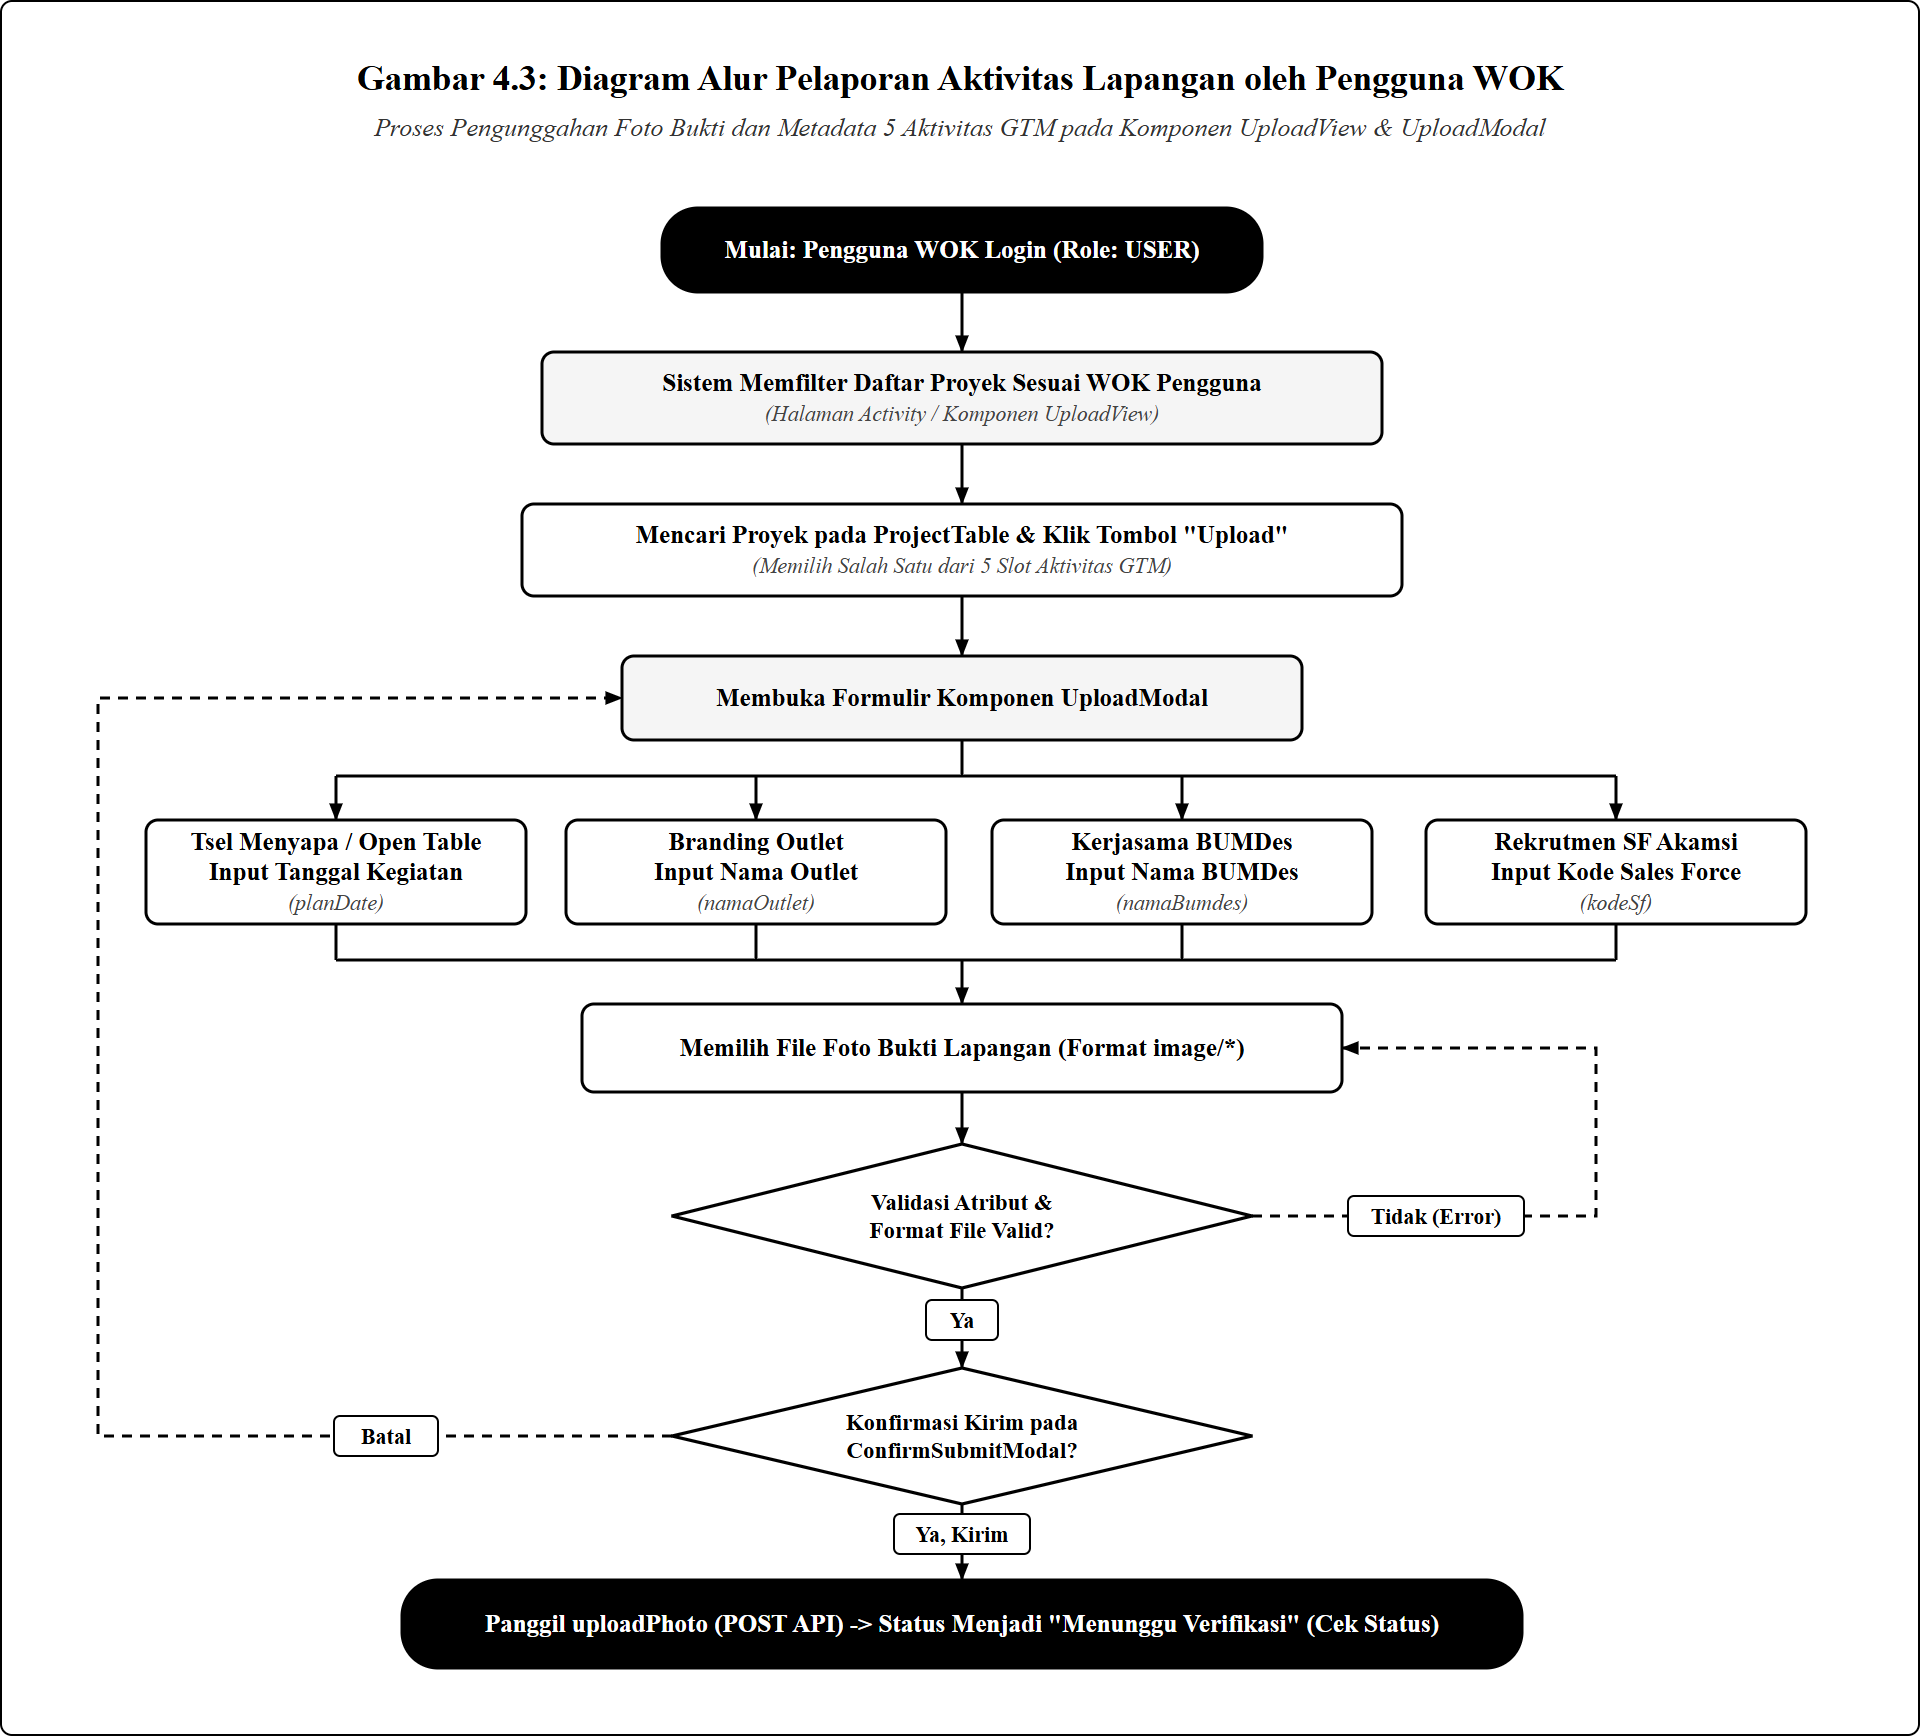 Gambar 4.3: Diagram Alur Pelaporan Aktivitas Lapangan oleh Pengguna WOK
Proses Pengunggahan Foto Bukti dan Metadata 5 Aktivitas GTM pada Komponen UploadView & UploadModal
Mulai: Pengguna WOK Login (Role: USER)
Sistem Memfilter Daftar Proyek Sesuai WOK Pengguna
(Halaman Activity / Komponen UploadView)
Mencari Proyek pada ProjectTable & Klik Tombol "Upload"
(Memilih Salah Satu dari 5 Slot Aktivitas GTM)
Membuka Formulir Komponen UploadModal
Tsel Menyapa / Open Table
Input Tanggal Kegiatan
(planDate)
Branding Outlet
Input Nama Outlet
(namaOutlet)
Kerjasama BUMDes
Input Nama BUMDes
(namaBumdes)
Rekrutmen SF Akamsi
Input Kode Sales Force
(kodeSf)
Memilih File Foto Bukti Lapangan (Format image/*)
Validasi Atribut &
Format File Valid?
Tidak (Error)
Ya
Konfirmasi Kirim pada
ConfirmSubmitModal?
Batal
Ya, Kirim
Panggil uploadPhoto (POST API) -> Status Menjadi "Menunggu Verifikasi" (Cek Status)